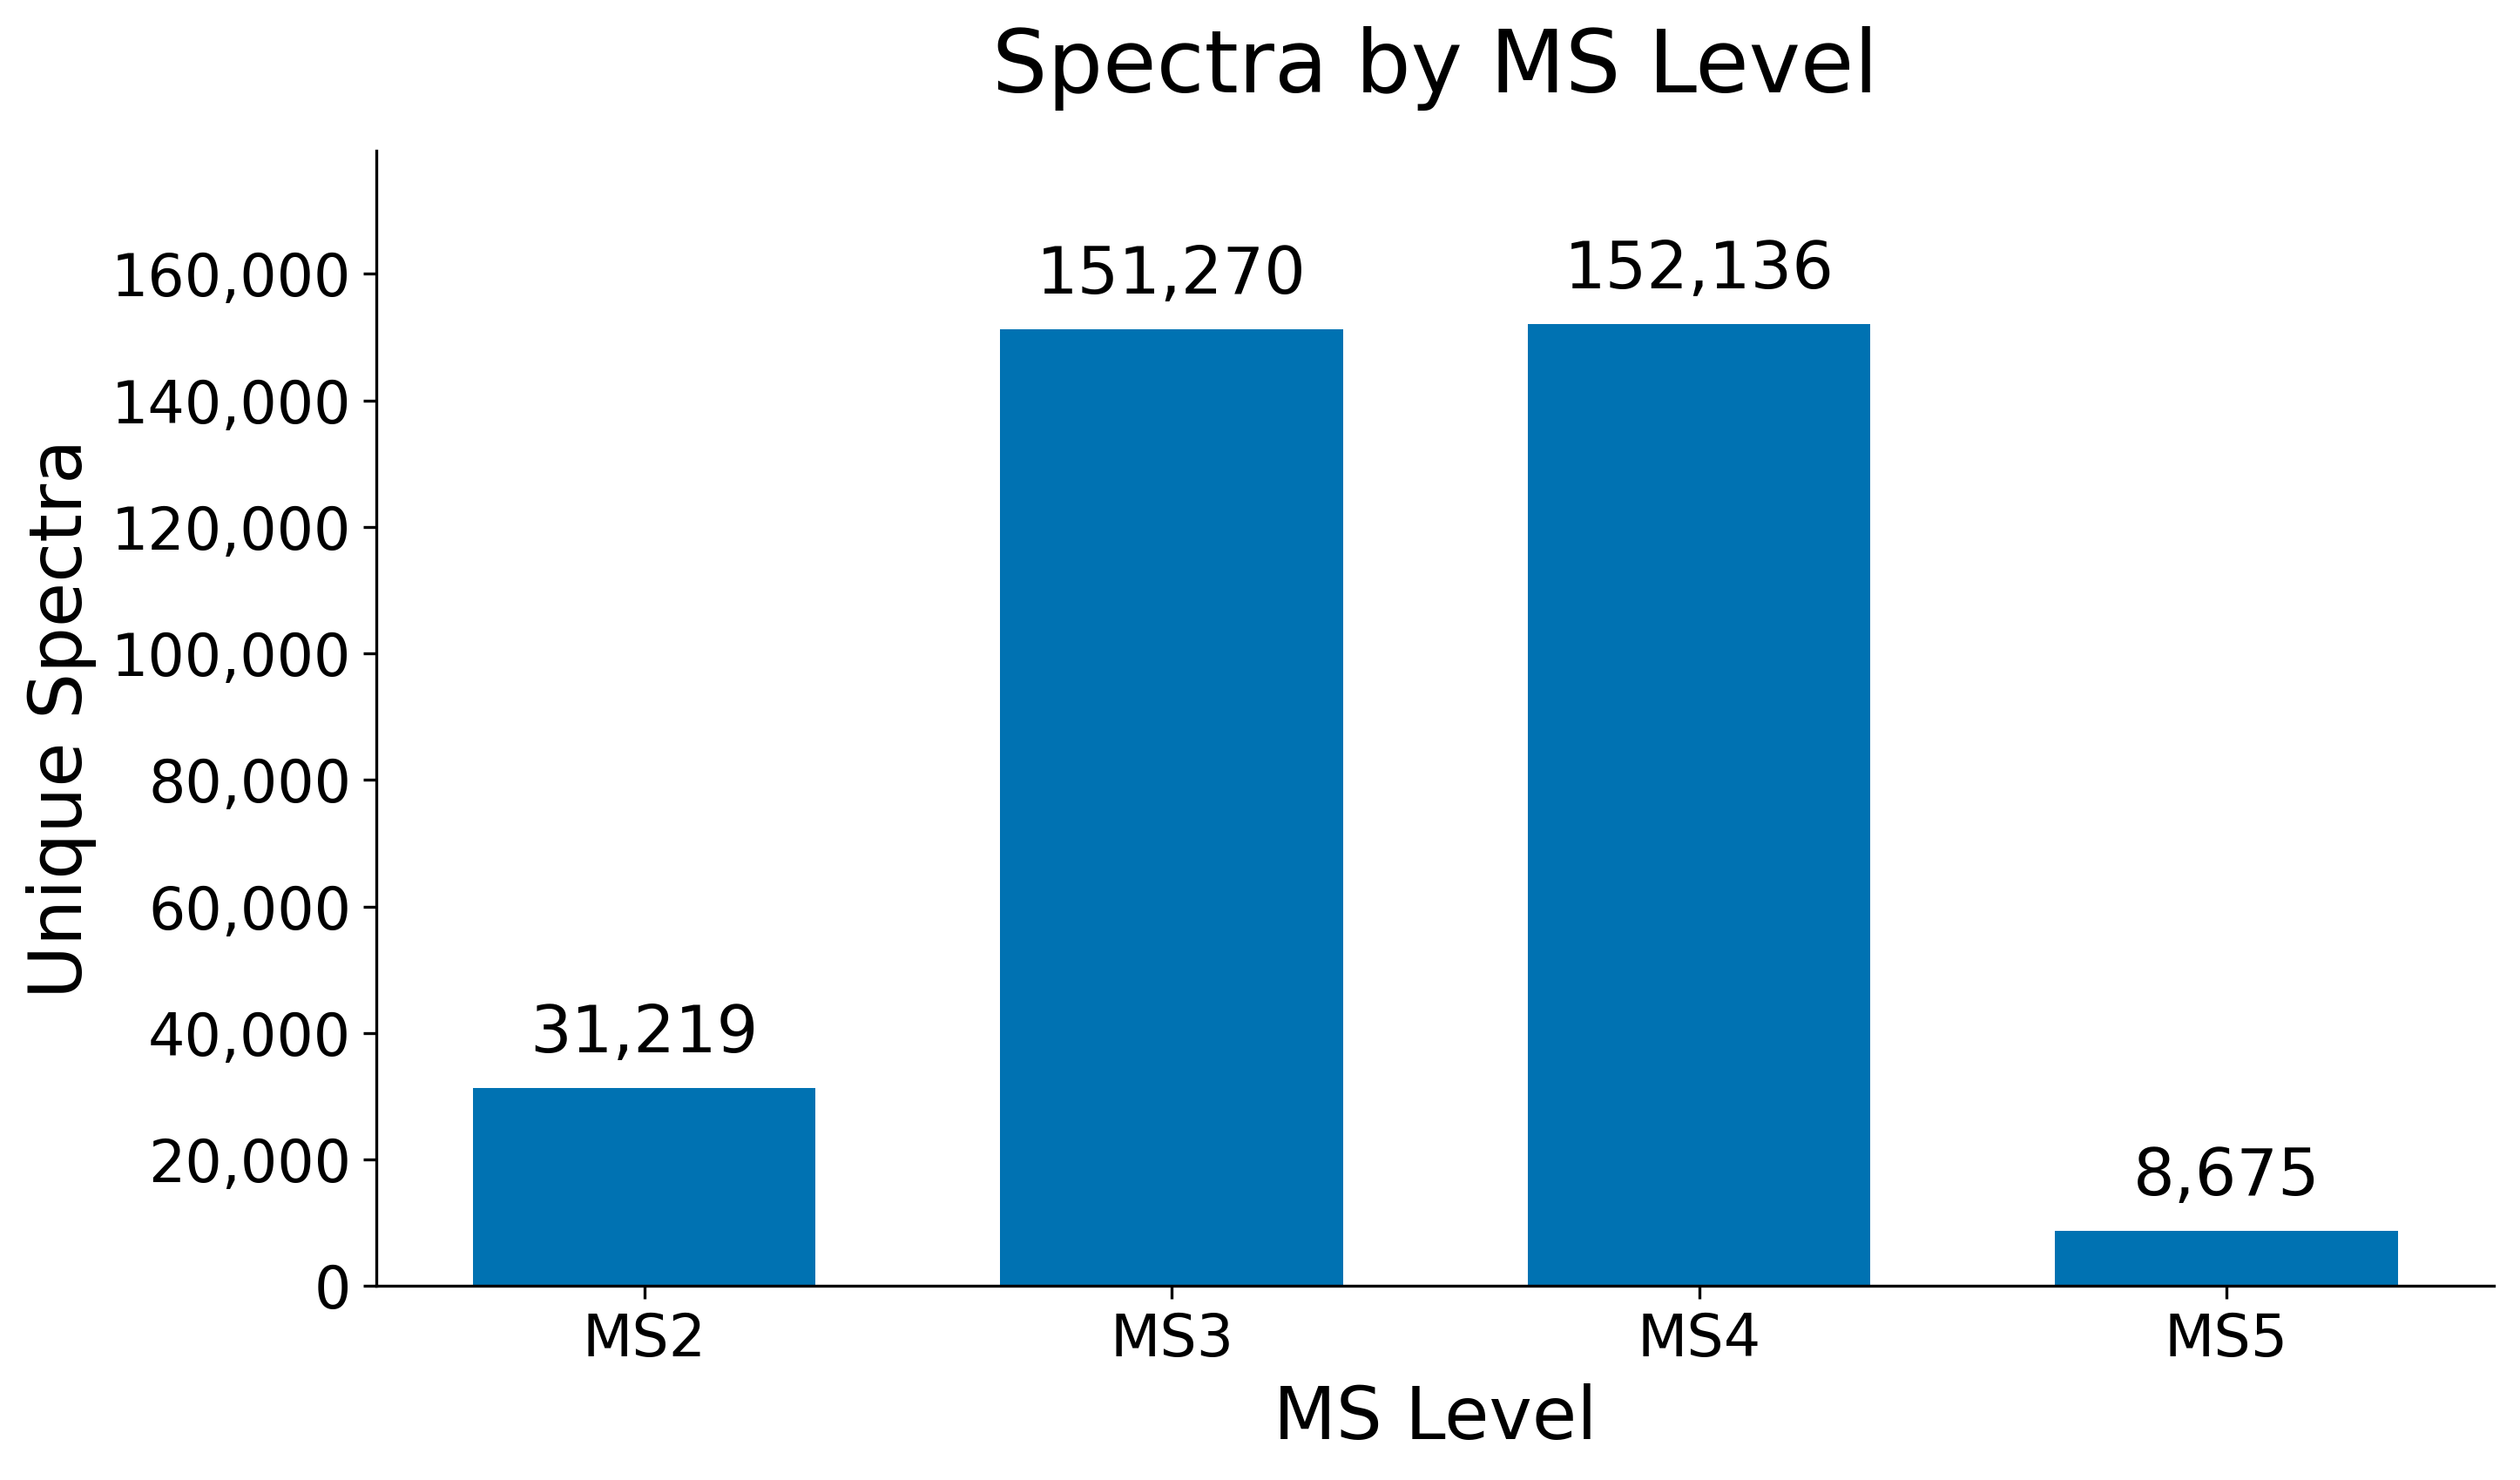 Spectra by MS Level
Unique Spectra
160,000
140,000
120,000
100,000
80,000
60,000
40,000
20,000
0
31,219
151,270
152,136
8,675
MS2
MS3
MS4
MS5
MS Level